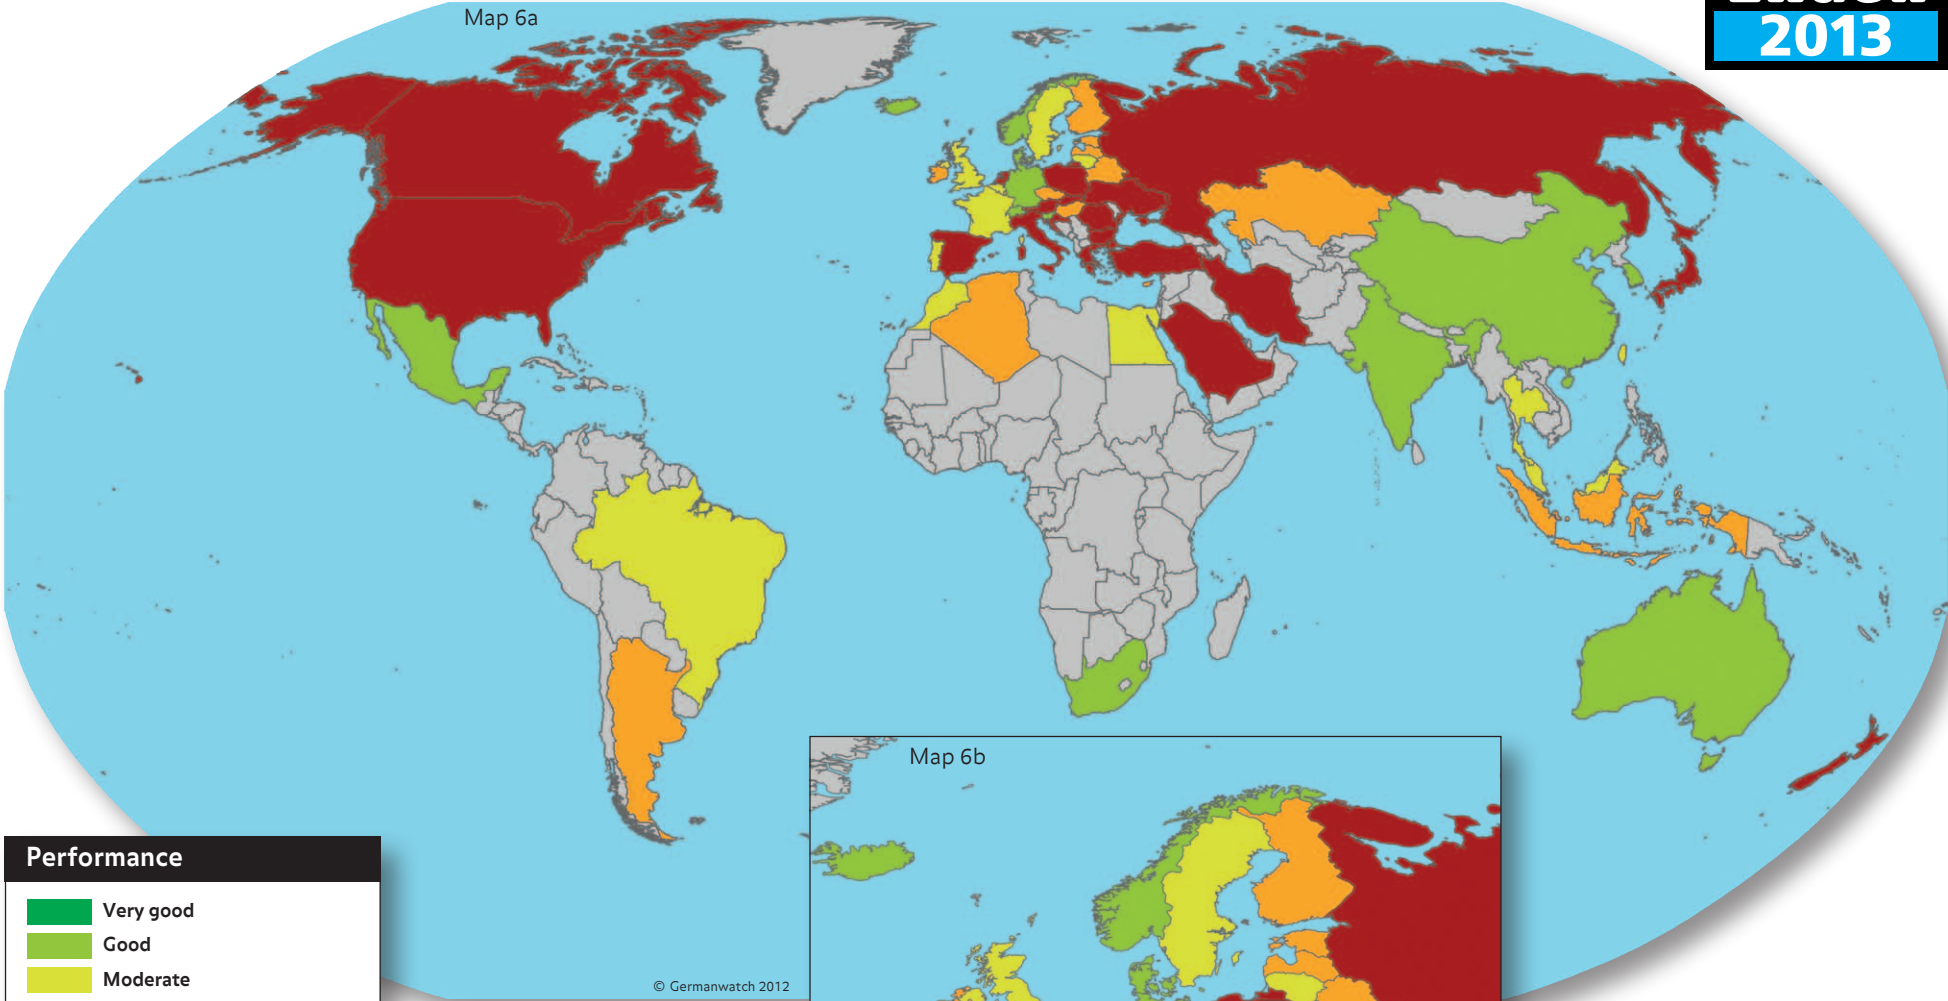 Map 6a
2013
Map 6b
Performance
Very good
Good
Moderate
© Germanwatch 2012